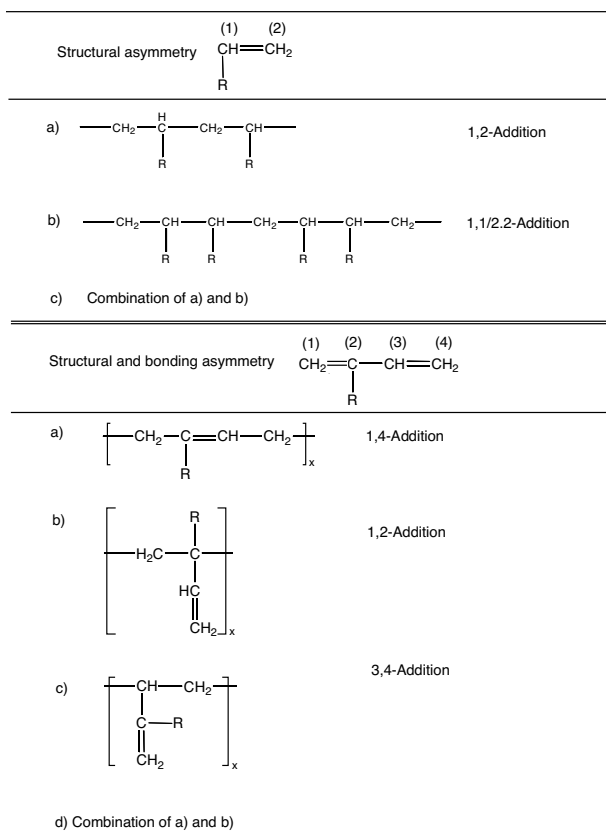 (1) (2)
Structural asymmetry CH=CH2
R
a) —CH2—C—CH2—CH— 1,2-Addition
H
R R
b) —CH2—CH—CH—CH2—CH—CH—CH2— 1,1/2.2-Addition
R R R R
c) Combination of a) and b)
(1) (2) (3) (4)
Structural and bonding asymmetry CH2=C—CH=CH2
R
a) —CH2—C=CH—CH2— x 1,4-Addition
R
R
b) 1,2-Addition
—H2C—C—
HC
CH2 x
3,4-Addition
c) —CH—CH2—
C—R
CH2 x
d) Combination of a) and b)